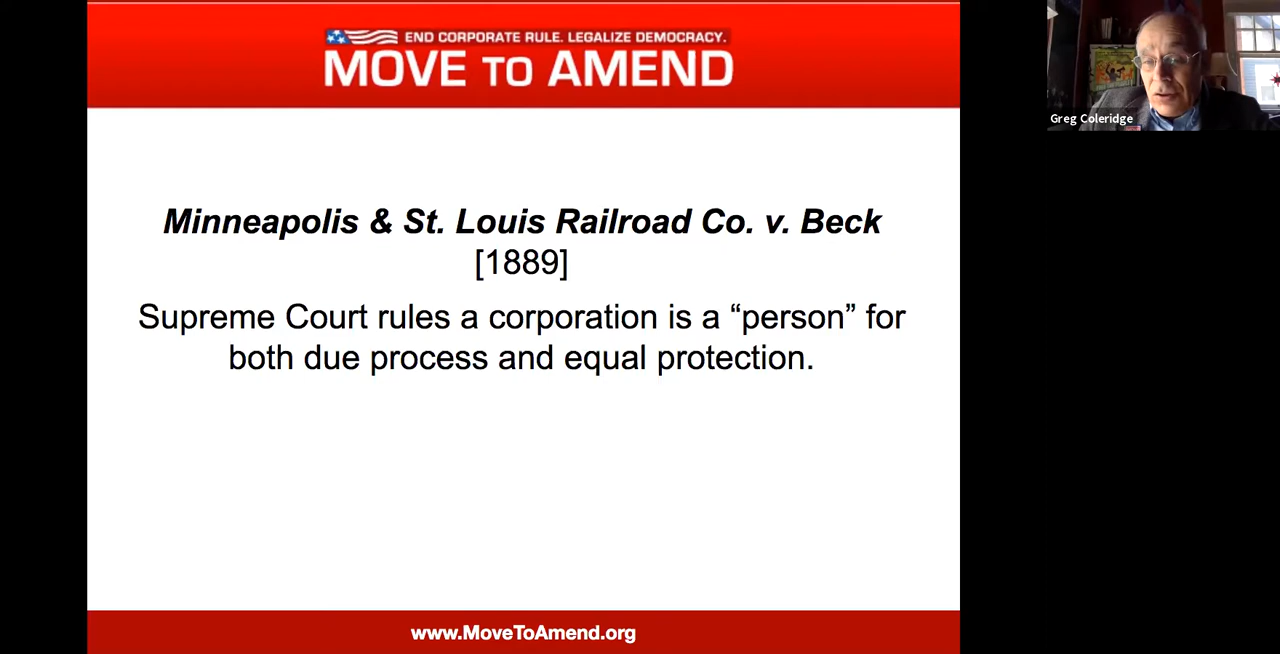 END CORPORATE RULE. LEGALIZE DEMOCRACY.
MOVE TO AMEND
Greg Coleridge
Minneapolis & St. Louis Railroad Co. v. Beck
[1889]
Supreme Court rules a corporation is a “person” for
both due process and equal protection.
www.MoveToAmend.org